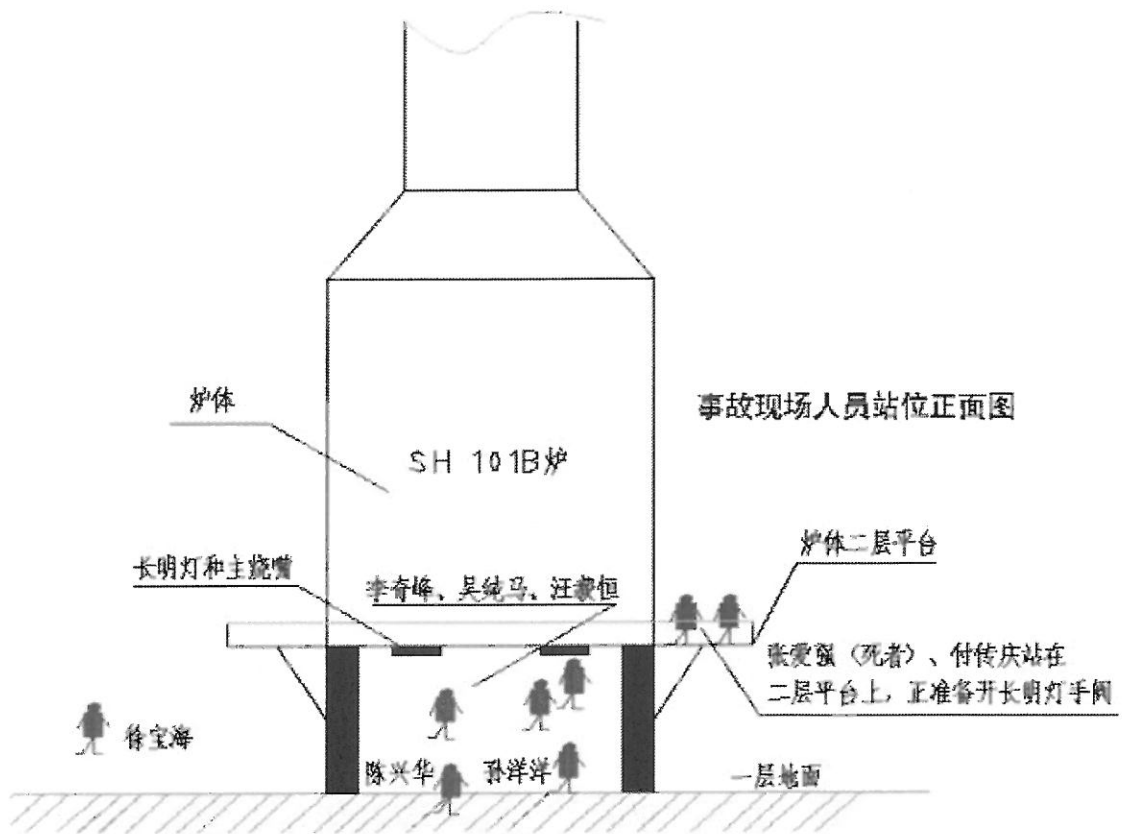 炉体
事故现场人员站位正面图
SH 101B炉
炉体二层平台
长明灯和主烧嘴
李奇峰、吴纯马、汪
张爱强（死者）、付传庆站在
二层平台上，正准备开长明灯手阀
徐宝海
陈兴华
孙洋洋
一层地面